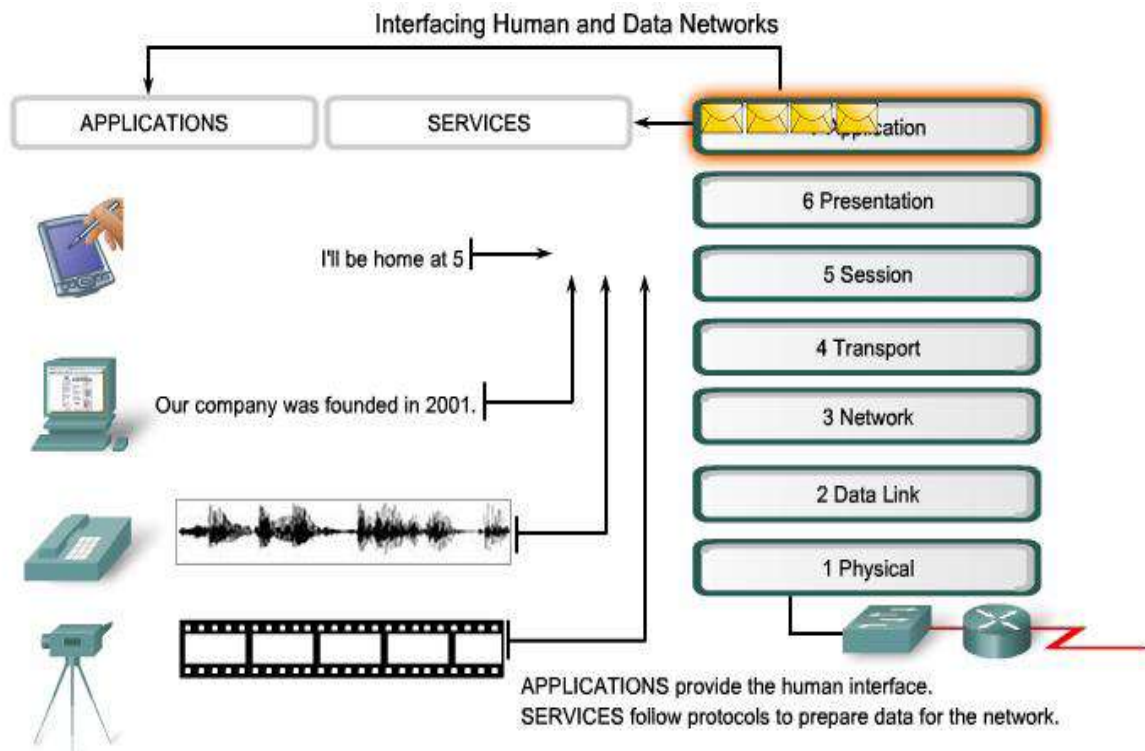 Interfacing Human and Data Networks
APPLICATIONS
SERVICES
Application
6 Presentation
I'll be home at 5
5 Session
4 Transport
Our company was founded in 2001.
3 Network
2 Data Link
1 Physical
APPLICATIONS provide the human interface.
SERVICES follow protocols to prepare data for the network.